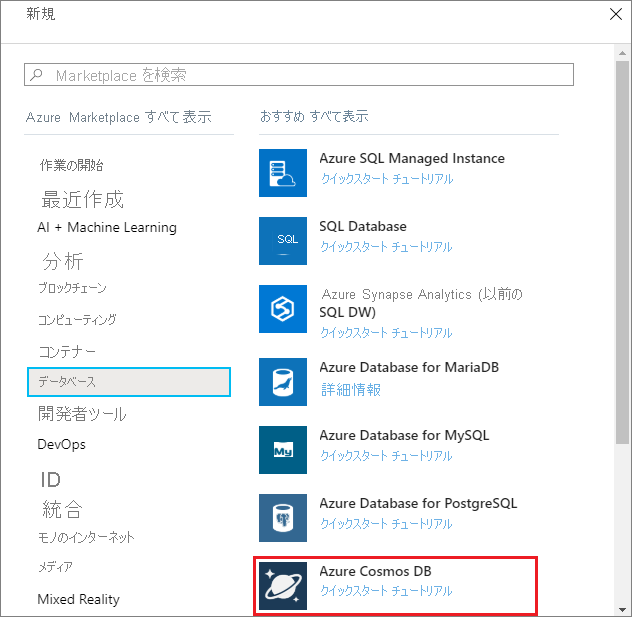 新規
Marketplace を検索
Azure Marketplace すべて表示
作業の開始
最近作成
AI + Machine Learning
分析
ブロックチェーン
コンピューティング
コンテナー
データベース
開発者ツール
DevOps
ID
統合
モノのインターネット
メディア
Mixed Reality
おすすめ すべて表示
Azure SQL Managed Instance
クイックスタート チュートリアル
SQL
SQL Database
クイックスタート チュートリアル
Azure Synapse Analytics (以前の
SQL DW)
クイックスタート チュートリアル
Azure Database for MariaDB
詳細情報
My
Azure Database for MySQL
クイックスタート チュートリアル
Azure Database for PostgreSQL
クイックスタート チュートリアル
Azure Cosmos DB
クイックスタート チュートリアル